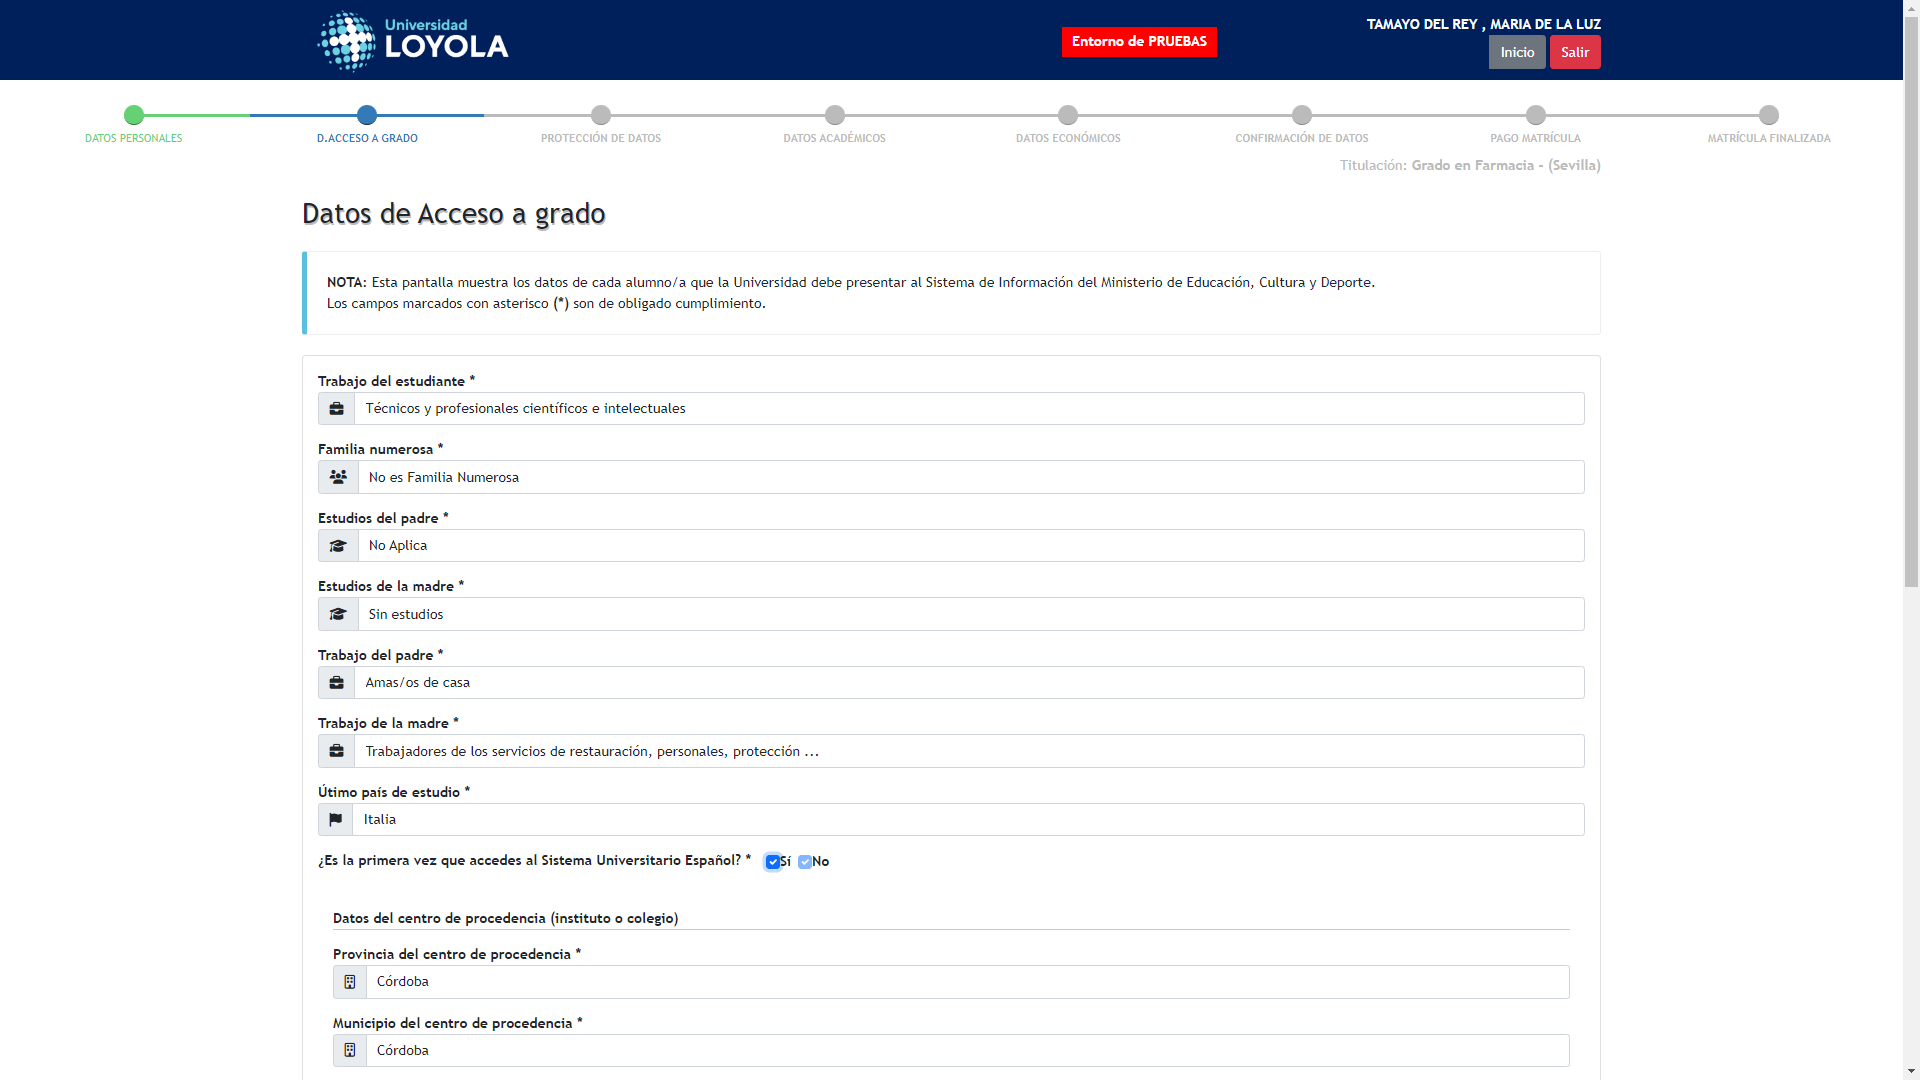 Universidad
LOYOLA
Entorno de PRUEBAS
TAMAYO DEL REY , MARIA DE LA LUZ
Inicio
Salir
DATOS PERSONALES
D.ACCESO A GRADO
PROTECCIÓN DE DATOS
DATOS ACADÉMICOS
DATOS ECONÓMICOS
CONFIRMACIÓN DE DATOS
PAGO MATRÍCULA
MATRÍCULA FINALIZADA
Titulación: Grado en Farmacia - (Sevilla)
Datos de Acceso a grado
NOTA: Esta pantalla muestra los datos de cada alumno/a que la Universidad debe presentar al Sistema de Información del Ministerio de Educación, Cultura y Deporte.
Los campos marcados con asterisco (*) son de obligado cumplimiento.
Trabajo del estudiante *
Técnicos y profesionales científicos e intelectuales
Familia numerosa *
No es Familia Numerosa
Estudios del padre *
No Aplica
Estudios de la madre *
Sin estudios
Trabajo del padre *
Amas/os de casa
Trabajo de la madre *
Trabajadores de los servicios de restauración, personales, protección ...
Útimo país de estudio *
Italia
¿Es la primera vez que accedes al Sistema Universitario Español? * Sí No
Datos del centro de procedencia (instituto o colegio)
Provincia del centro de procedencia *
Córdoba
Municipio del centro de procedencia *
Córdoba